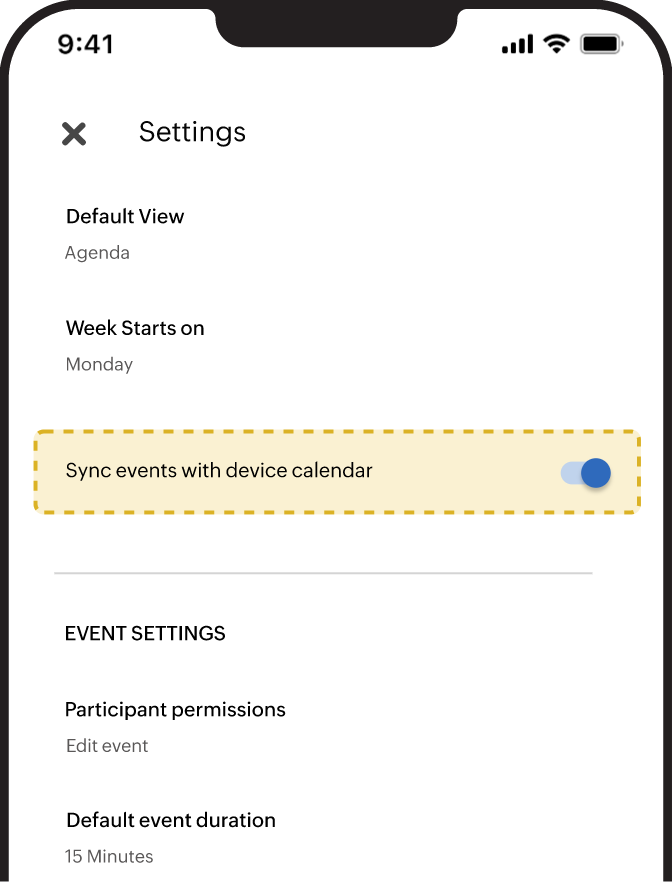 9:41
Settings
Default View
Agenda
Week Starts on
Monday
Sync events with device calendar
EVENT SETTINGS
Participant permissions
Edit event
Default event duration
15 Minutes